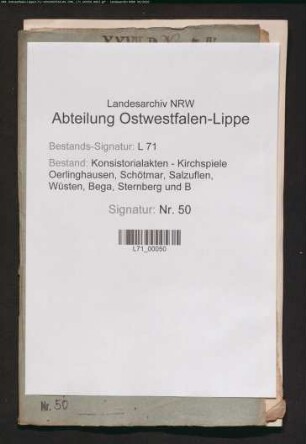 Landesarchiv NRW
Abteilung Ostwestfalen-Lippe
Bestands-Signatur: L 71
Bestand: Konsistorialakten - Kirchspiele
Oerlinghausen, Schötmar, Salzuflen,
Wüsten, Bega, Sternberg und B
Signatur: Nr. 50
L71_00050
Nr. 50